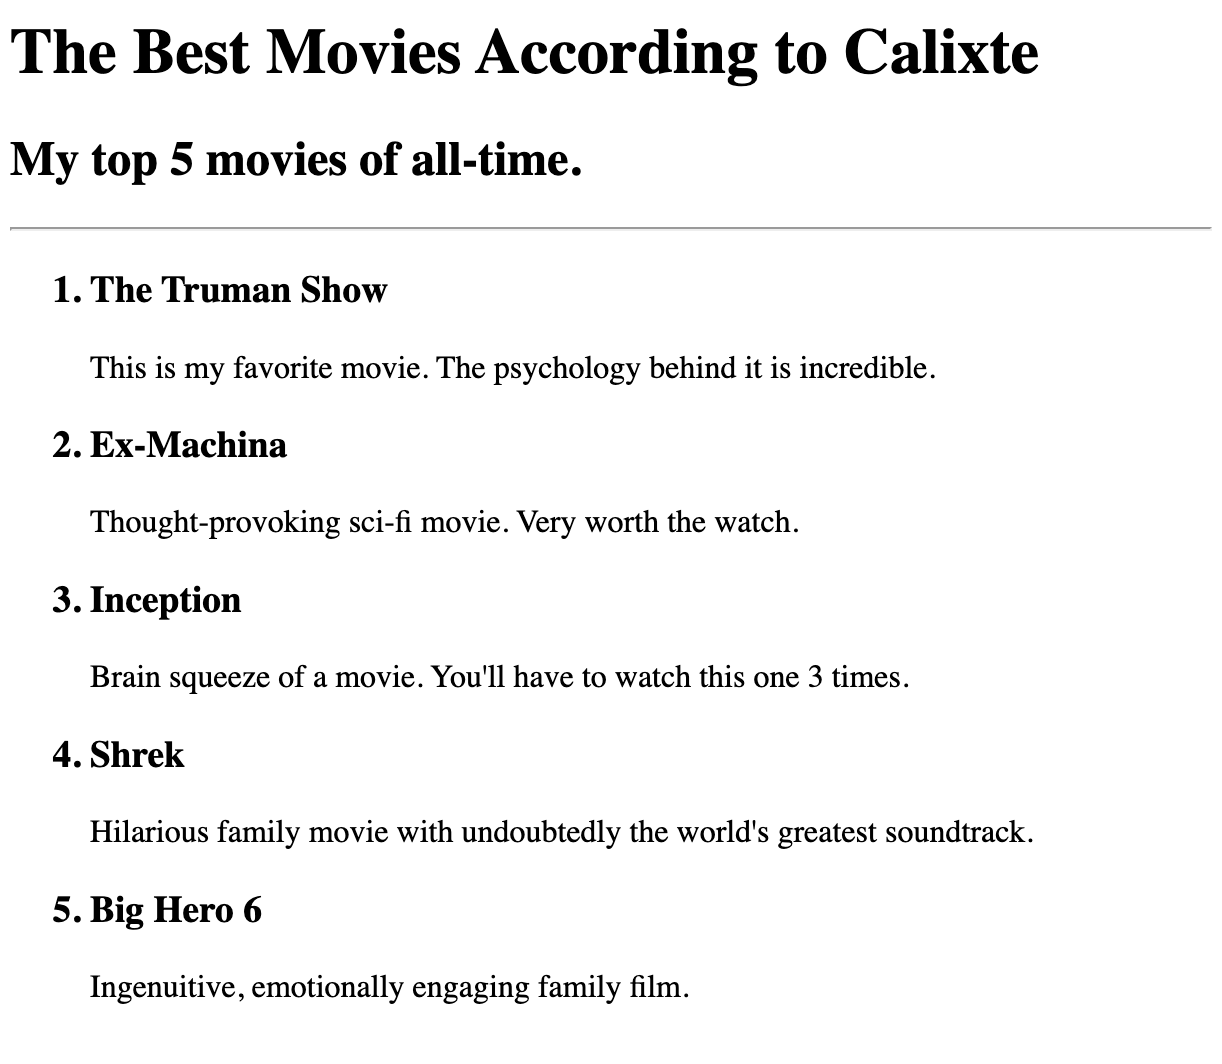 The Best Movies According to Calixte
My top 5 movies of all-time.
1. The Truman Show
This is my favorite movie. The psychology behind it is incredible.
2. Ex-Machina
Thought-provoking sci-fi movie. Very worth the watch.
3. Inception
Brain squeeze of a movie. You'll have to watch this one 3 times.
4. Shrek
Hilarious family movie with undoubtedly the world's greatest soundtrack.
5. Big Hero 6
Ingenuitive, emotionally engaging family film.